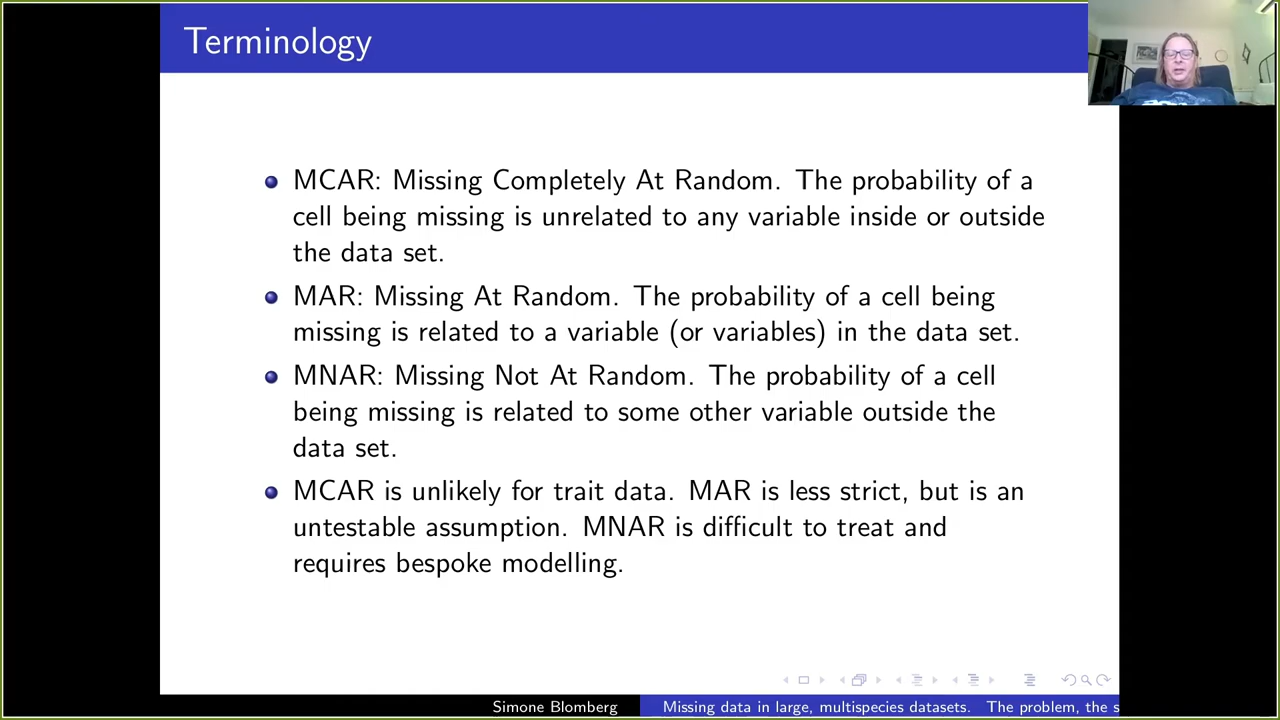 Terminology
MCAR: Missing Completely At Random. The probability of a
cell being missing is unrelated to any variable inside or outside
the data set.
MAR: Missing At Random. The probability of a cell being
missing is related to a variable (or variables) in the data set.
MNAR: Missing Not At Random. The probability of a cell
being missing is related to some other variable outside the
data set.
MCAR is unlikely for trait data. MAR is less strict, but is an
untestable assumption. MNAR is difficult to treat and
requires bespoke modelling.
Simone Blomberg
Missing data in large, multispecies datasets. The problem, the s